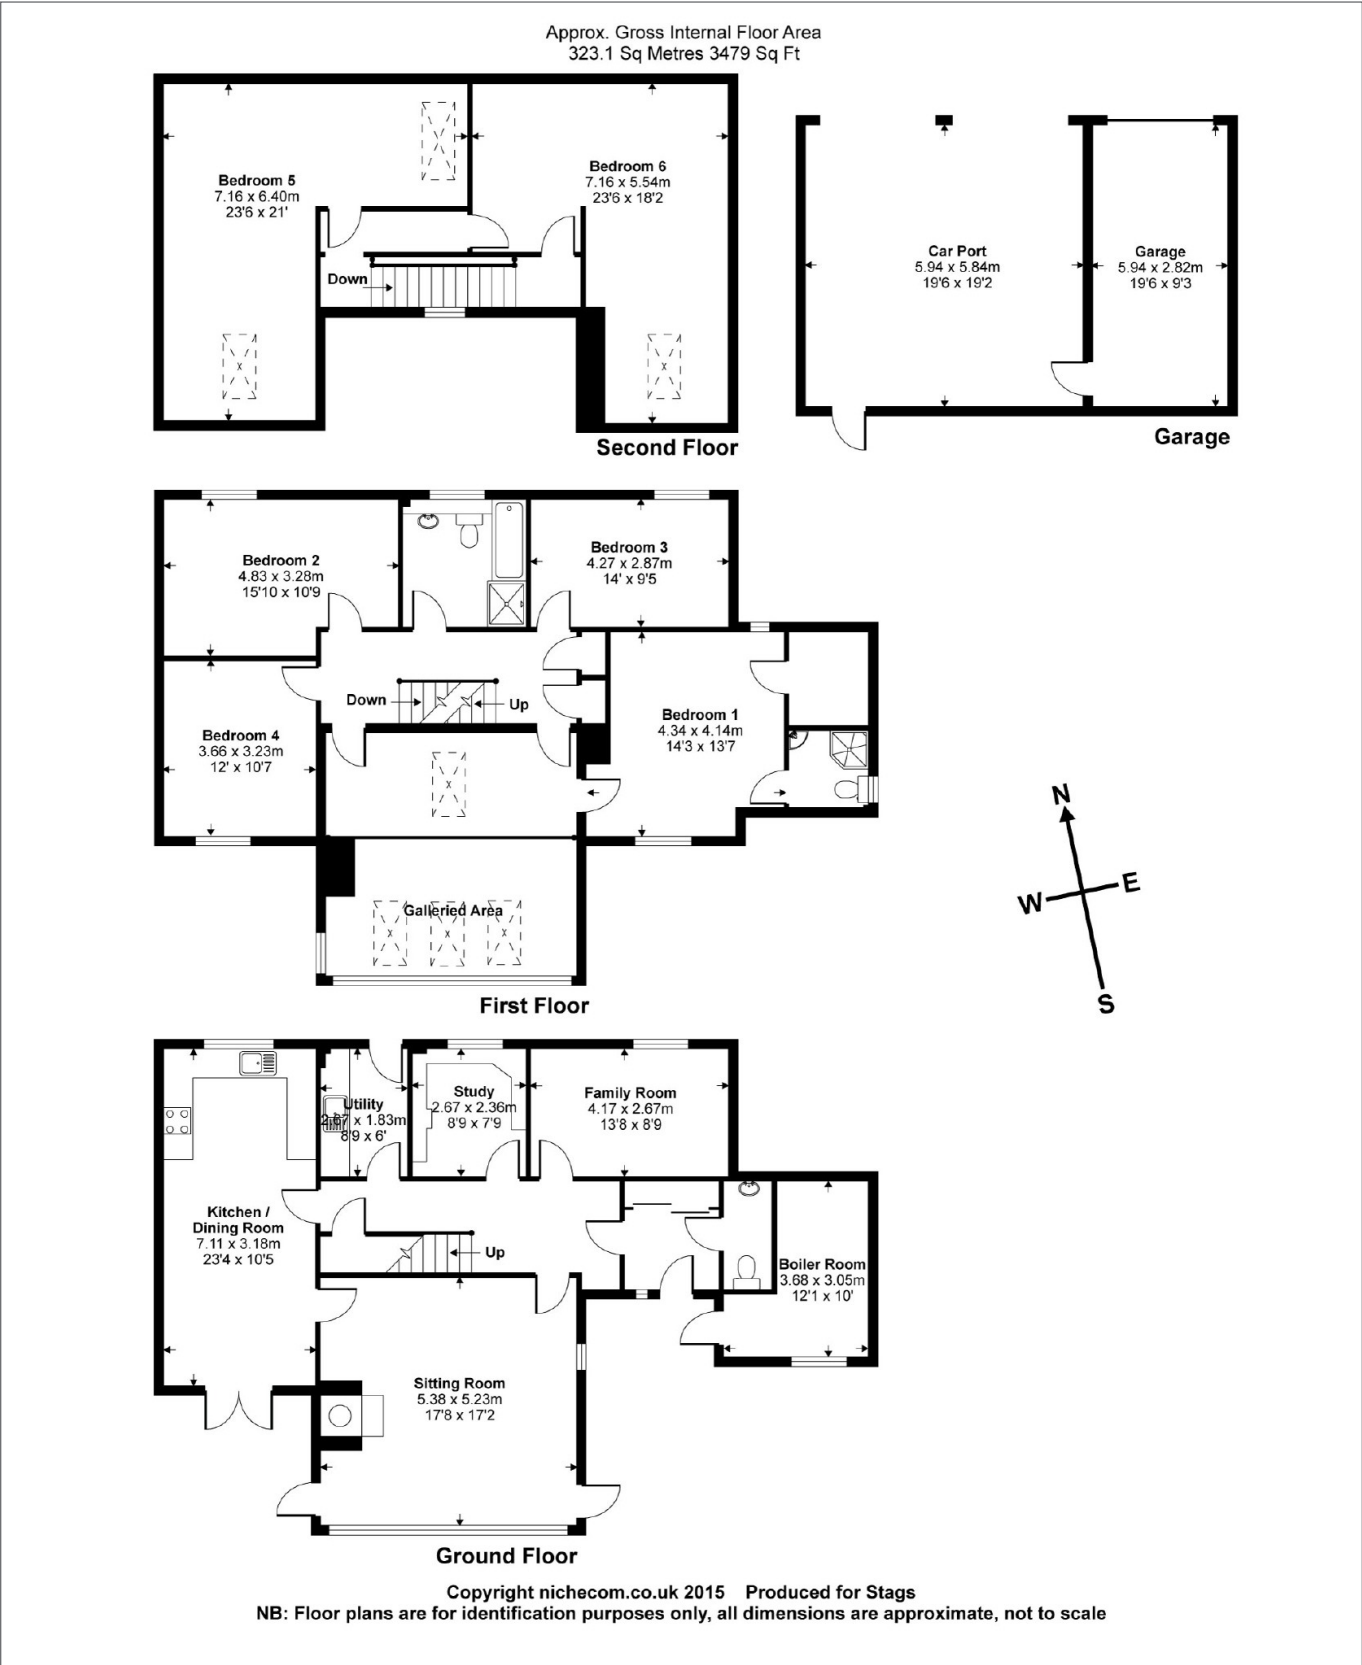 Approx. Gross Internal Floor Area
323.1 Sq Metres 3479 Sq Ft
Bedroom 5
7.16 x 6.40m
23'6 x 21'
Bedroom 6
7.16 x 5.54m
23'6 x 18'2
Down
Second Floor
Car Port
5.94 x 5.84m
19'6 x 19'2
Garage
5.94 x 2.82m
19'6 x 9'3
Garage
Bedroom 2
4.83 x 3.28m
15'10 x 10'9
Bedroom 3
4.27 x 2.87m
14' x 9'5
Down
Up
Bedroom 1
4.34 x 4.14m
14'3 x 13'7
Bedroom 4
3.66 x 3.23m
12' x 10'7
Galleried Area
First Floor
N
W
E
S
Utility
2.67 x 1.83m
8'9 x 6'
Study
2.67 x 2.36m
8'9 x 7'9
Family Room
4.17 x 2.67m
13'8 x 8'9
Kitchen /
Dining Room
7.11 x 3.18m
23'4 x 10'5
Up
Boiler Room
3.68 x 3.05m
12'1 x 10'
Sitting Room
5.38 x 5.23m
17'8 x 17'2
Ground Floor
Copyright nichecom.co.uk 2015 Produced for Stags
NB: Floor plans are for identification purposes only, all dimensions are approximate, not to scale